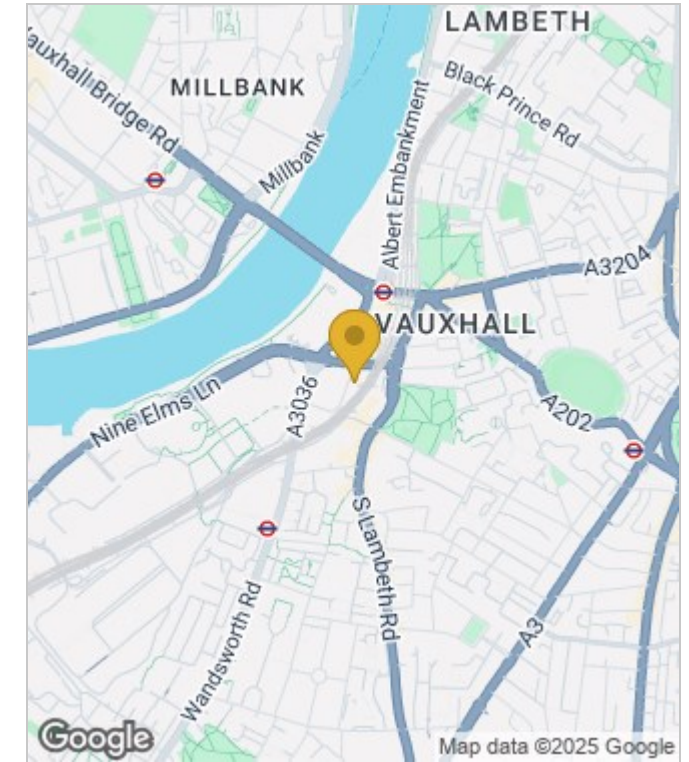 LAMBETH
auxhall Bridge Rd
MILLBANK
Black Prince Rd
Millbank
Albert Embankment
A3204
VAUXHALL
Nine Elms Ln
A3036
A202
S Lambeth Rd
Wandsworth Rd
A3
Google
Map data ©2025 Google